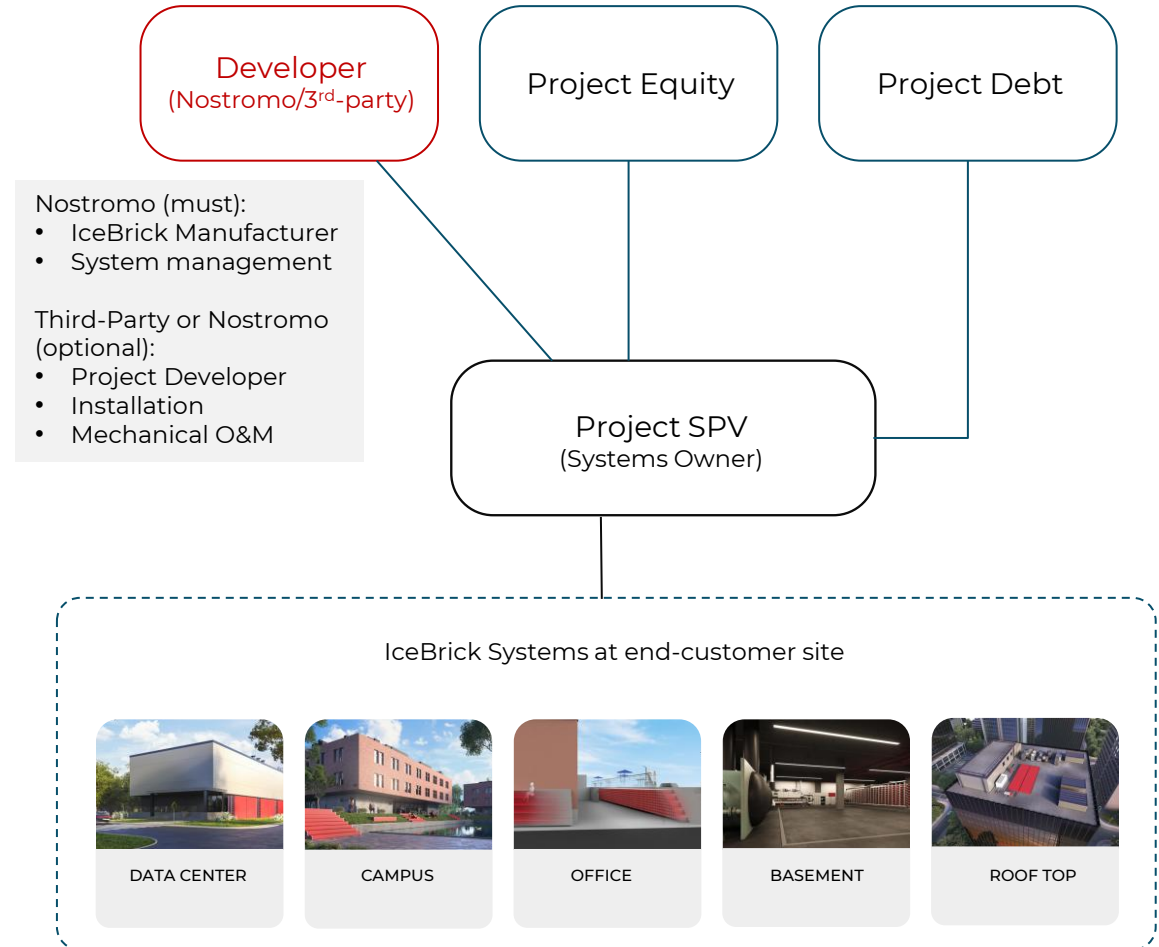 Developer
(Nostromo/3rd-party)
Project Equity
Project Debt
Nostromo (must):
• IceBrick Manufacturer
• System management
Third-Party or Nostromo
(optional):
• Project Developer
• Installation
• Mechanical O&M
Project SPV
(Systems Owner)
IceBrick Systems at end-customer site
DATA CENTER
CAMPUS
OFFICE
BASEMENT
ROOF TOP